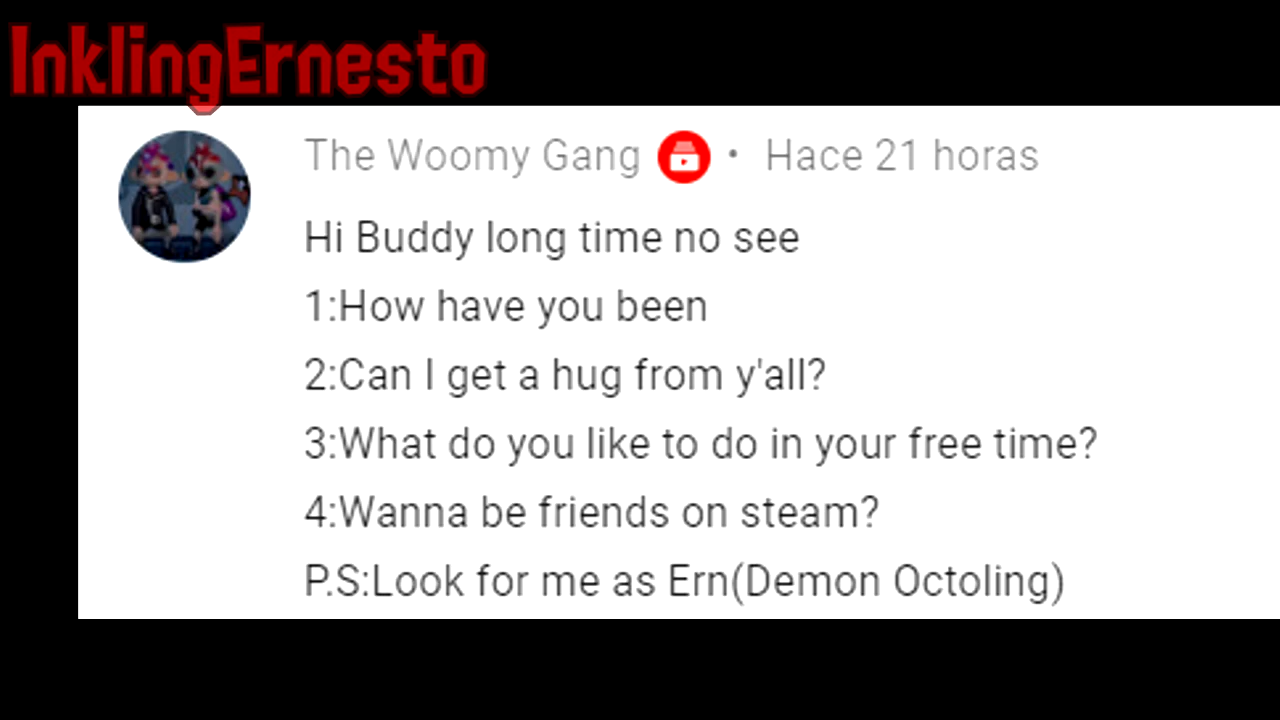 InklingErnesto
The Woomy Gang • Hace 21 horas
Hi Buddy long time no see
1:How have you been
2:Can I get a hug from y'all?
3:What do you like to do in your free time?
4:Wanna be friends on steam?
P.S:Look for me as Ern(Demon Octoling)